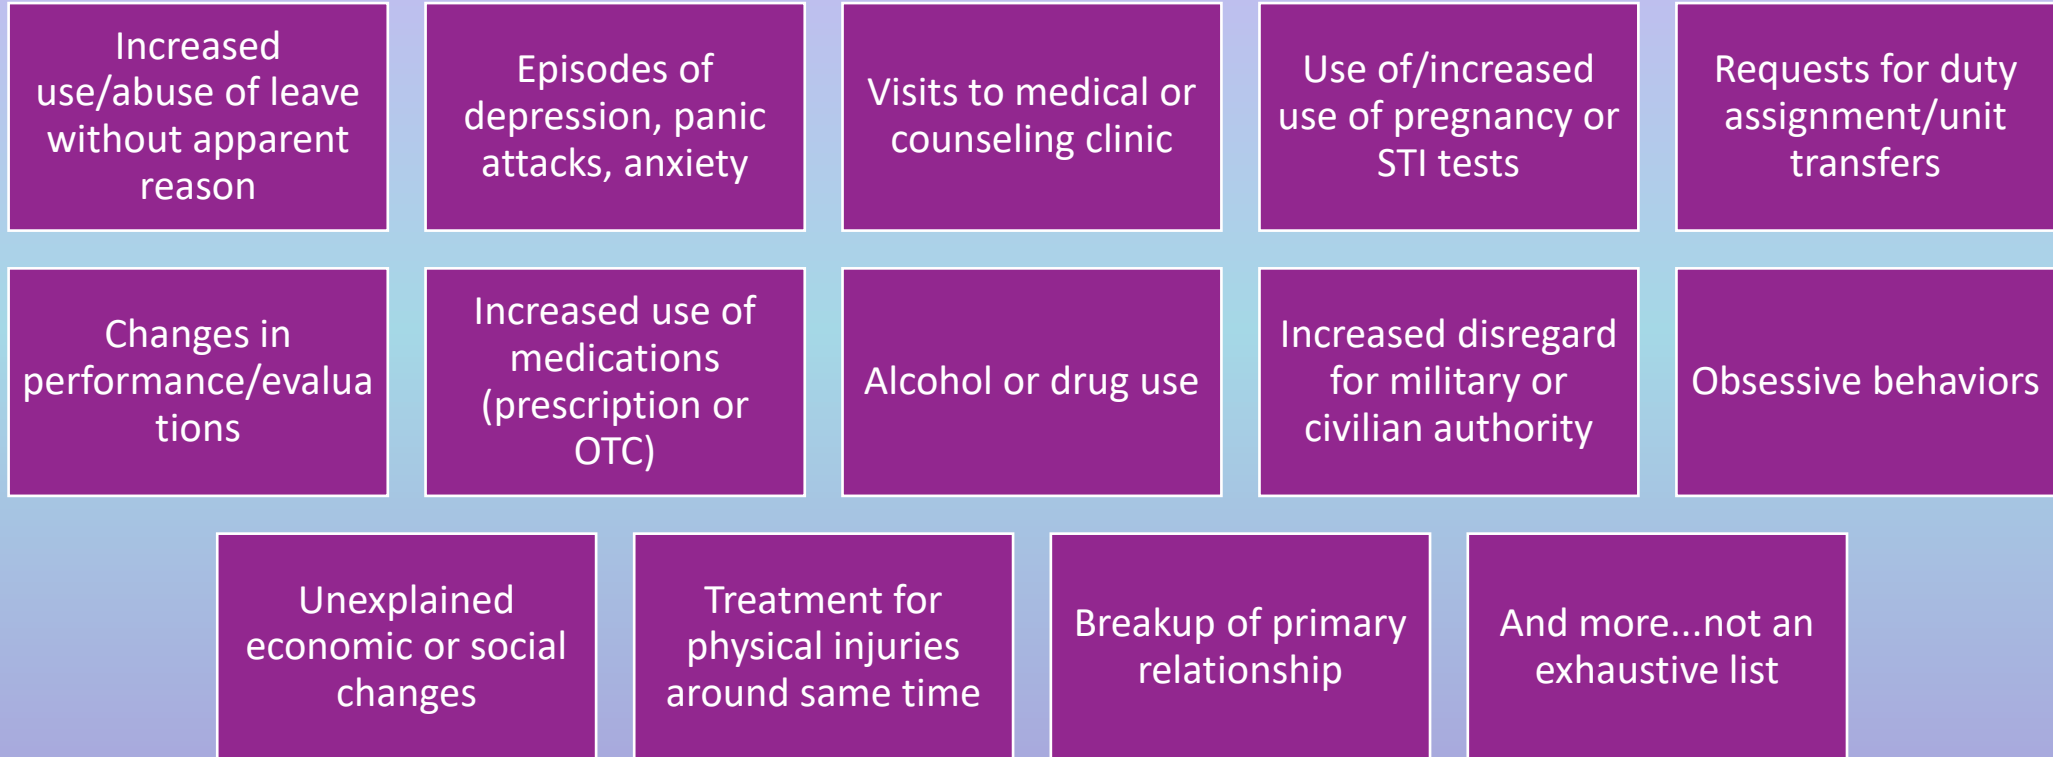 Increased
use/abuse of leave
without apparent
reason
Episodes of
depression, panic
attacks, anxiety
Visits to medical or
counseling clinic
Use of/increased
use of pregnancy or
STI tests
Requests for duty
assignment/unit
transfers
Changes in
performance/evalua
tions
Increased use of
medications
(prescription or
OTC)
Alcohol or drug use
Increased disregard
for military or
civilian authority
Obsessive behaviors
Unexplained
economic or social
changes
Treatment for
physical injuries
around same time
Breakup of primary
relationship
And more...not an
exhaustive list